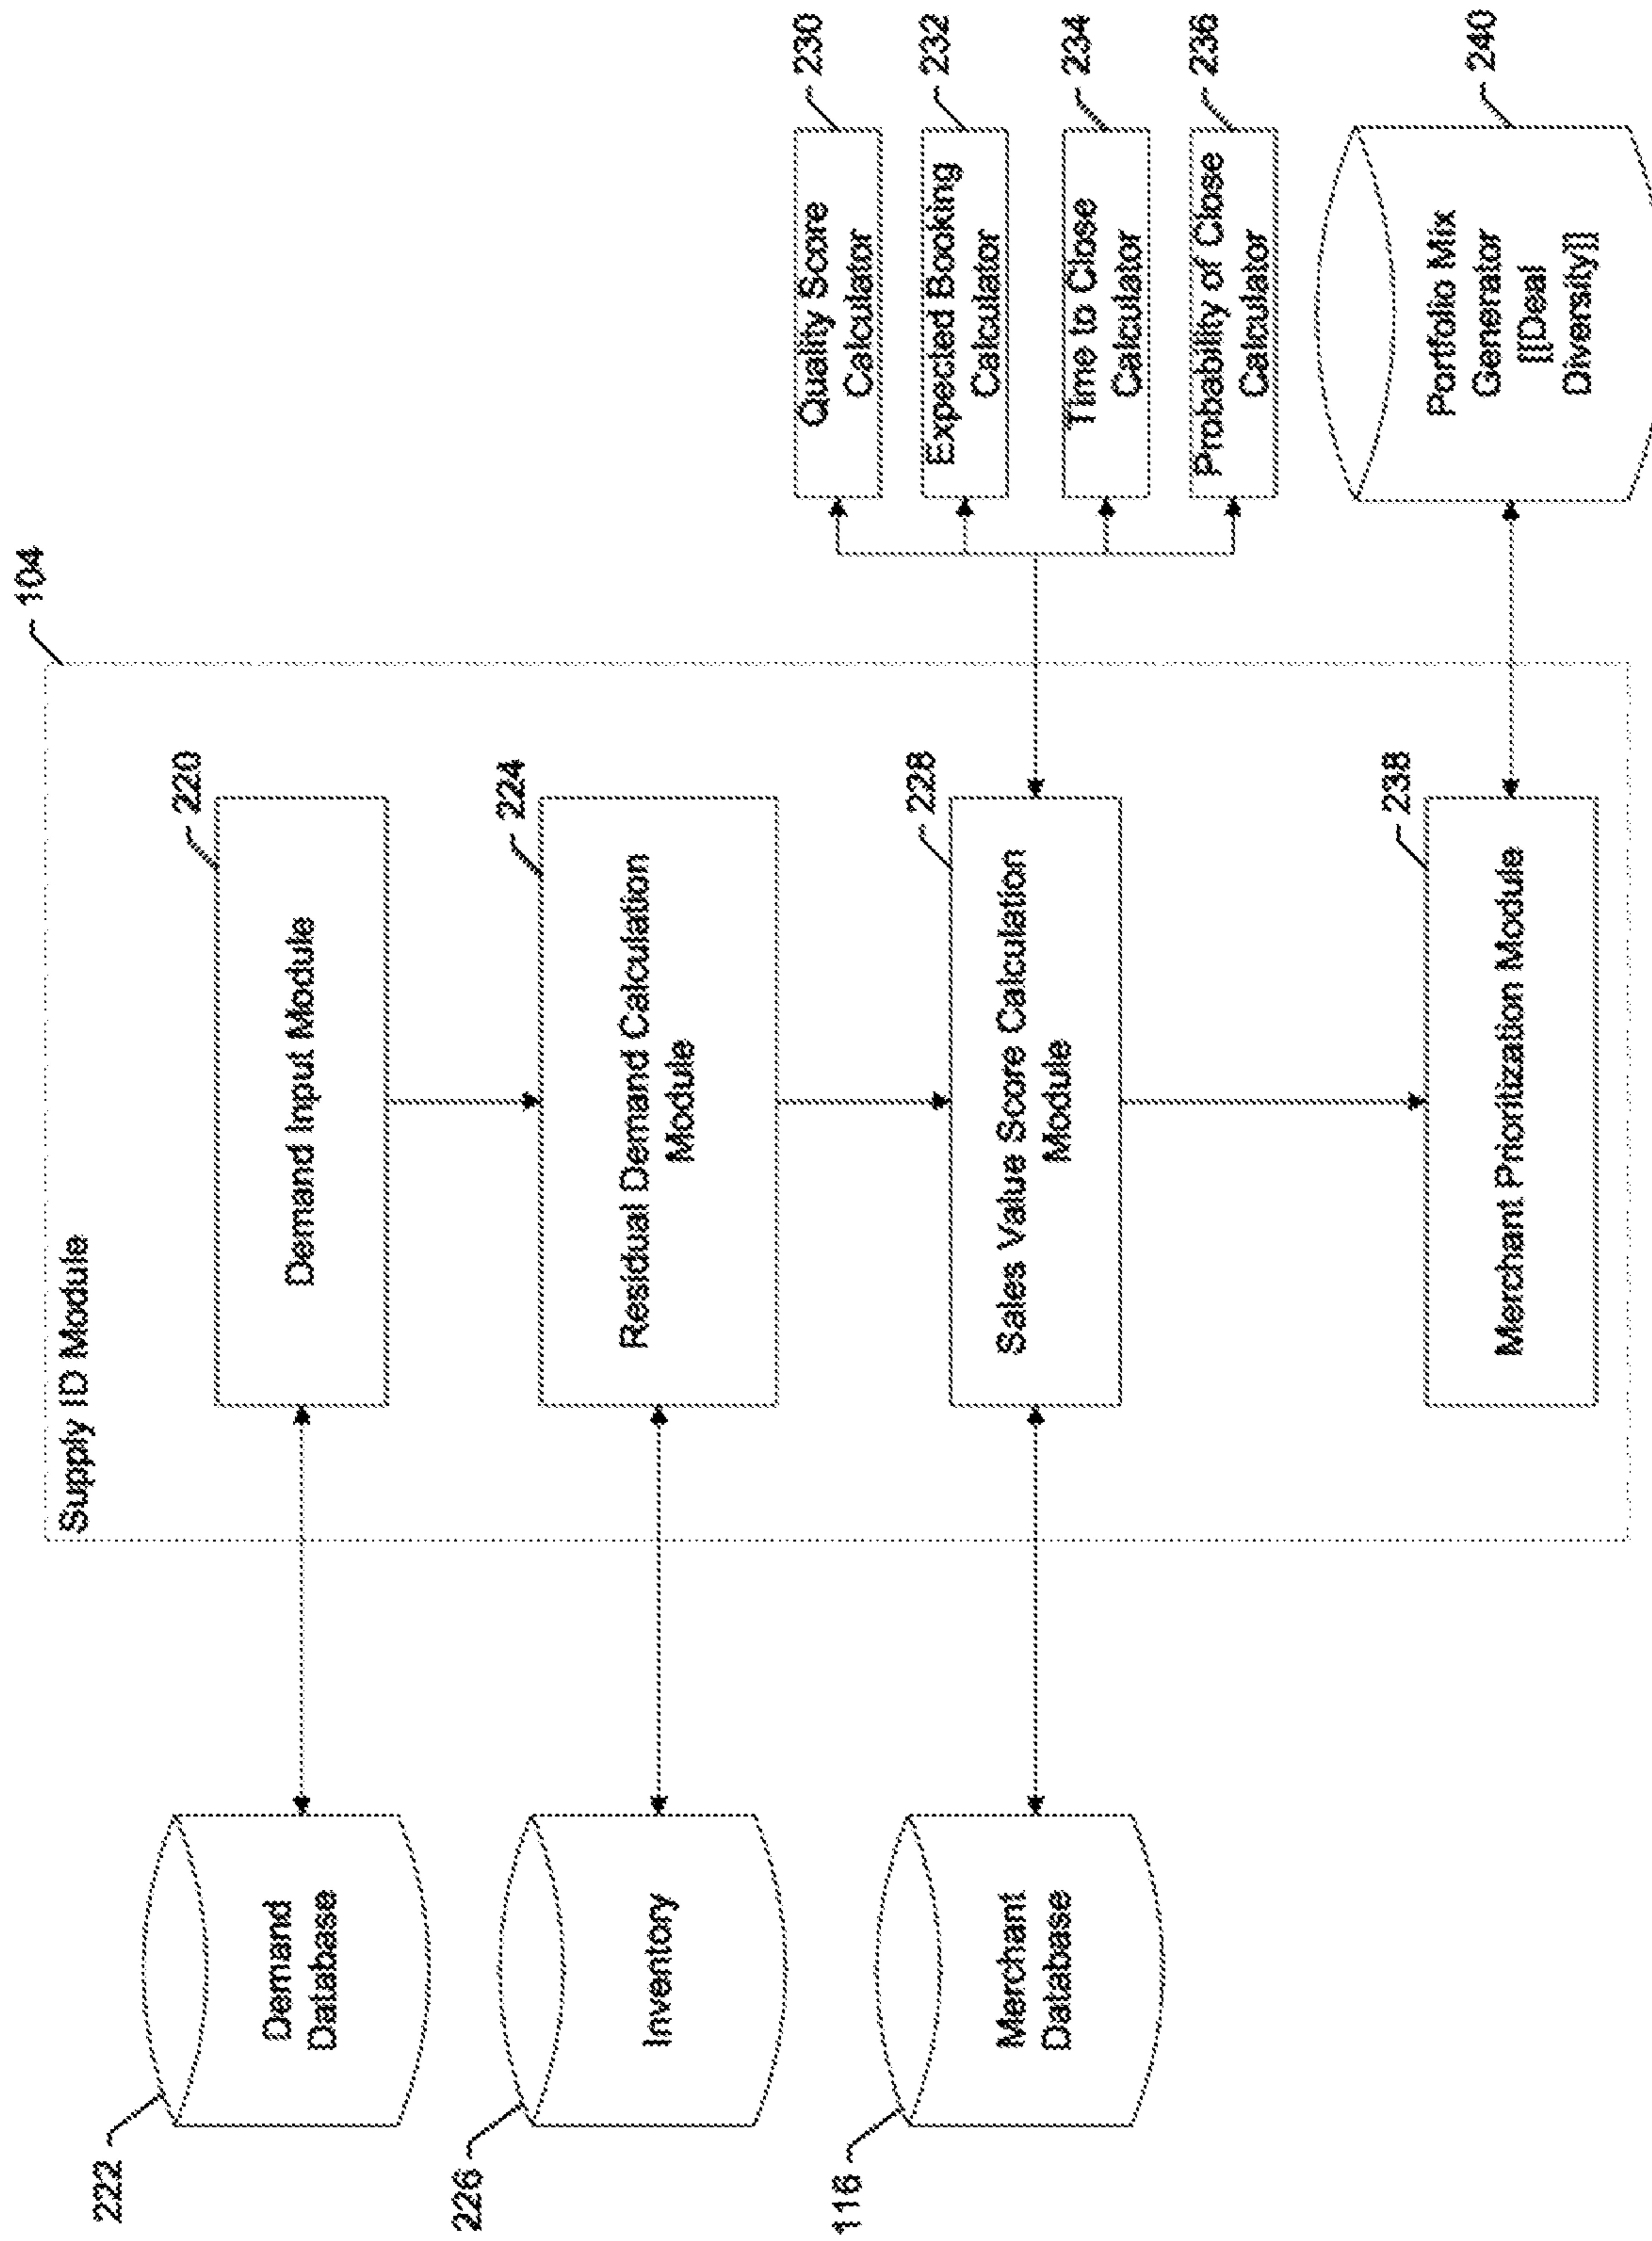 Supply ID Module
104
222
Demand
Database
220
Demand Input Module
226
Inventory
224
Residual Demand Calculation
Module
116
Merchant
Database
228
Sales Value Score Calculation
Module
230
Quality Score
Calculator
232
Expected Booking
Calculator
234
Time to Close
Calculator
236
Probability of Close
Calculator
238
Merchant Prioritization Module
240
Portfolio Mix
Generator
[[Deal
Diversity]]